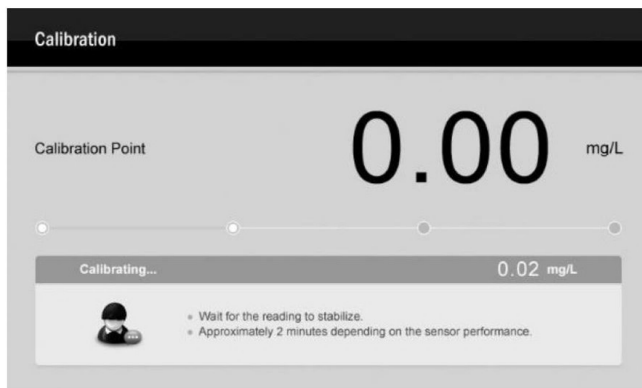 Calibration
Calibration Point
0.00 mg/L
Calibrating... 0.02 mg/L
Wait for the reading to stabilize.
Approximately 2 minutes depending on the sensor performance.